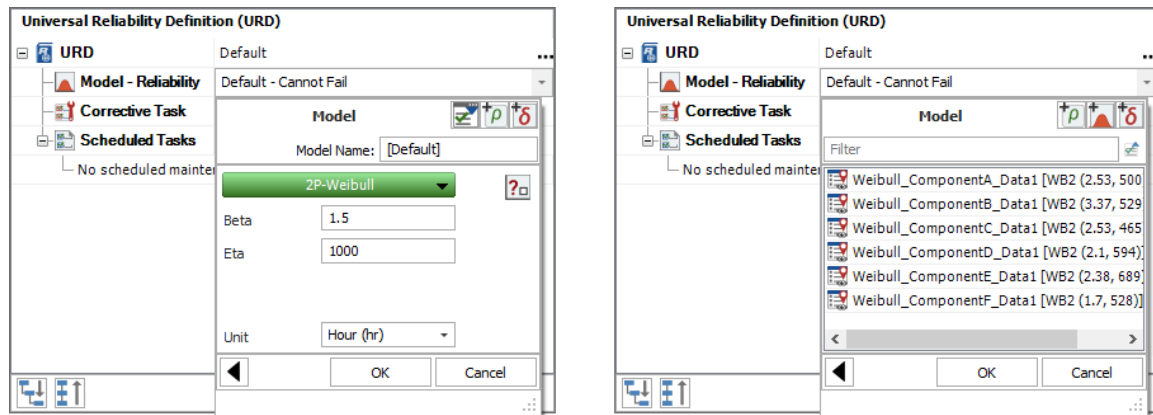 Universal Reliability Definition (URD)
URD Default ...
Model - Reliability Default - Cannot Fail
Corrective Task
Model +ρ +δ
Scheduled Tasks
Model Name: [Default]
No scheduled mainte
2P-Weibull ?
Beta 1.5
Eta 1000
Unit Hour (hr)
OK Cancel
Universal Reliability Definition (URD)
URD Default ..
Model - Reliability Default - Cannot Fail
Corrective Task
Model +ρ + +δ
Scheduled Tasks
Filter
No scheduled mainte
Weibull_ComponentA_Data1 [WB2 (2.53, 500
Weibull_ComponentB_Data1 [WB2 (3.37, 529
Weibull_ComponentC_Data1 [WB2 (2.53, 465
Weibull_ComponentD_Data1 [WB2 (2.1, 594)]
Weibull_ComponentE_Data1 [WB2 (2.38, 689]
Weibull_ComponentF_Data1 [WB2 (1.7, 528)]
OK Cancel